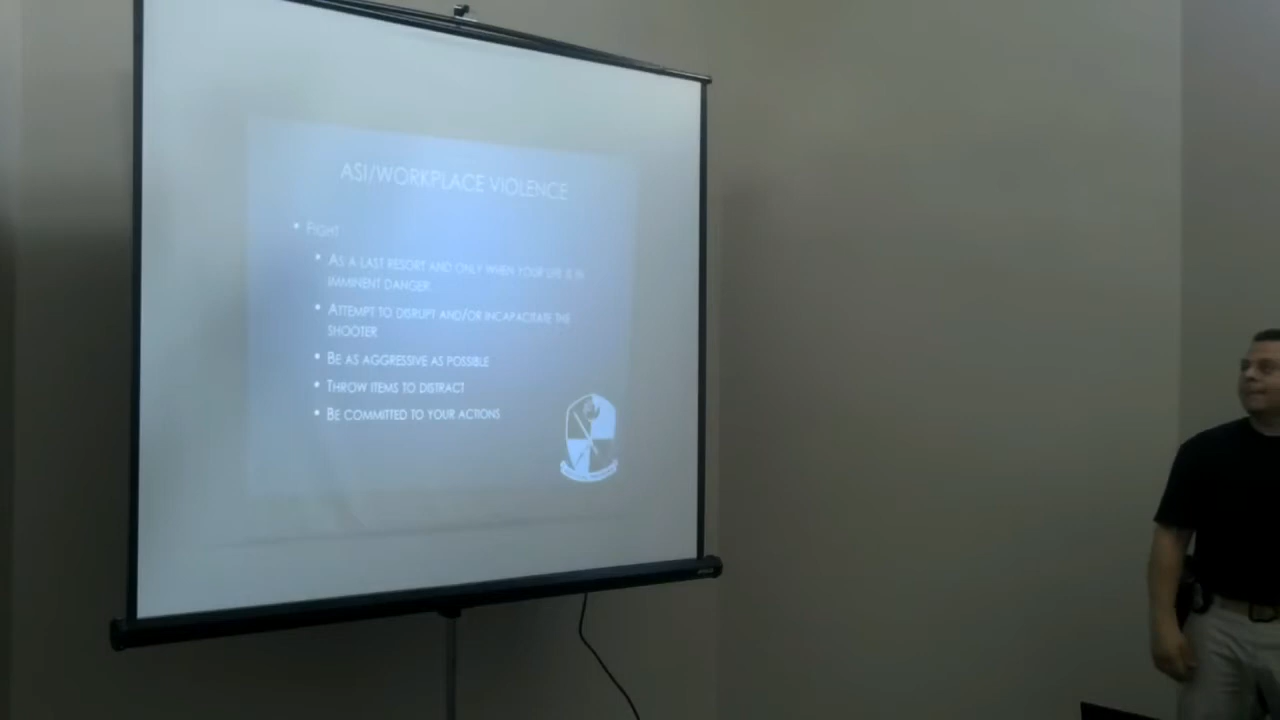 ASI/WORKPLACE VIOLENCE
• FIGHT
• AS A LAST RESORT AND ONLY WHEN YOUR LIFE IS IN
IMMINENT DANGER
• ATTEMPT TO DISRUPT AND/OR INCAPACITATE THE
SHOOTER
• BE AS AGGRESSIVE AS POSSIBLE
• THROW ITEMS TO DISTRACT
• BE COMMITTED TO YOUR ACTIONS